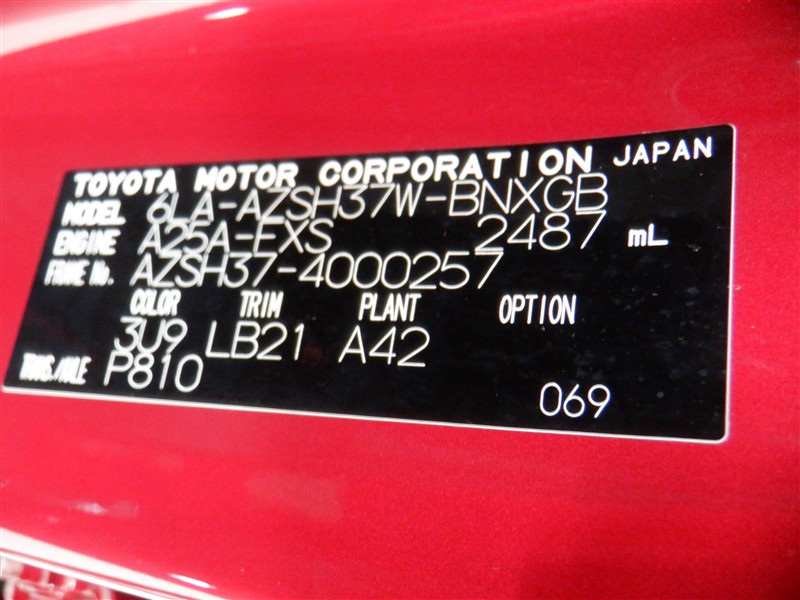 TOYOTA MOTOR CORPORATION JAPAN
MODEL 6LA-AZSH37W-BNXGB
ENGINE A25A-FXS 2487 mL
FRAME No. AZSH37-4000257
COLOR TRIM PLANT OPTION
3U9 LB21 A42
TRANS/AXLE P810
069